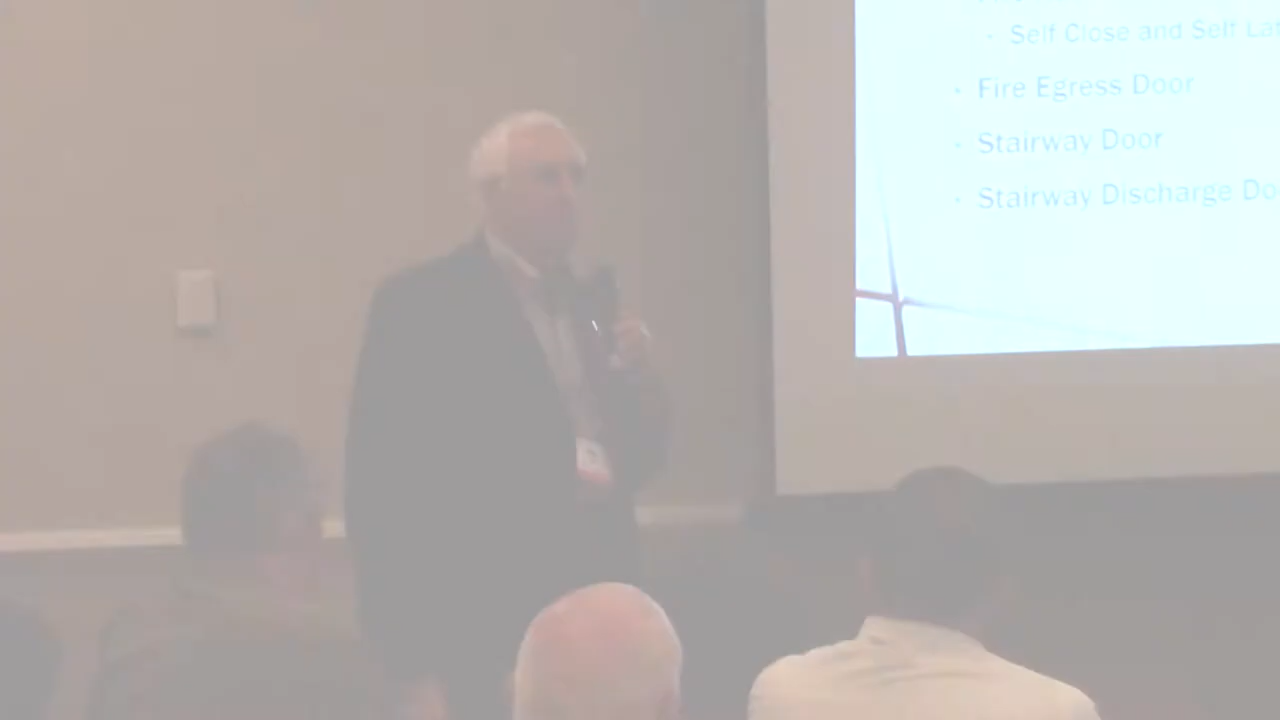 · Self Close and Self
· Fire Egress Door
· Stairway Door
· Stairway Discharge